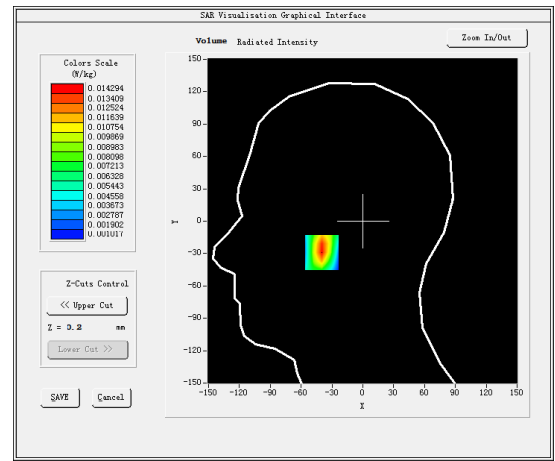 SAR Visualisation Graphical Interface
Volume Radiated Intensity
Zoom In/Out
Colors Scale
(W/kg)
0.014294
0.013409
0.012524
0.011639
0.010754
0.009869
0.008983
0.008098
0.007213
0.006328
0.005443
0.004558
0.003673
0.002787
0.001902
0.001017
Z-Cuts Control
<< Upper Cut
Z = 0.2 mm
Lower Cut >>
SAVE Cancel
150
120
90
60
30
0
-30
-60
-90
-120
-150
Y
-150 -120 -90 -60 -30 0 30 60 90 120 150
X